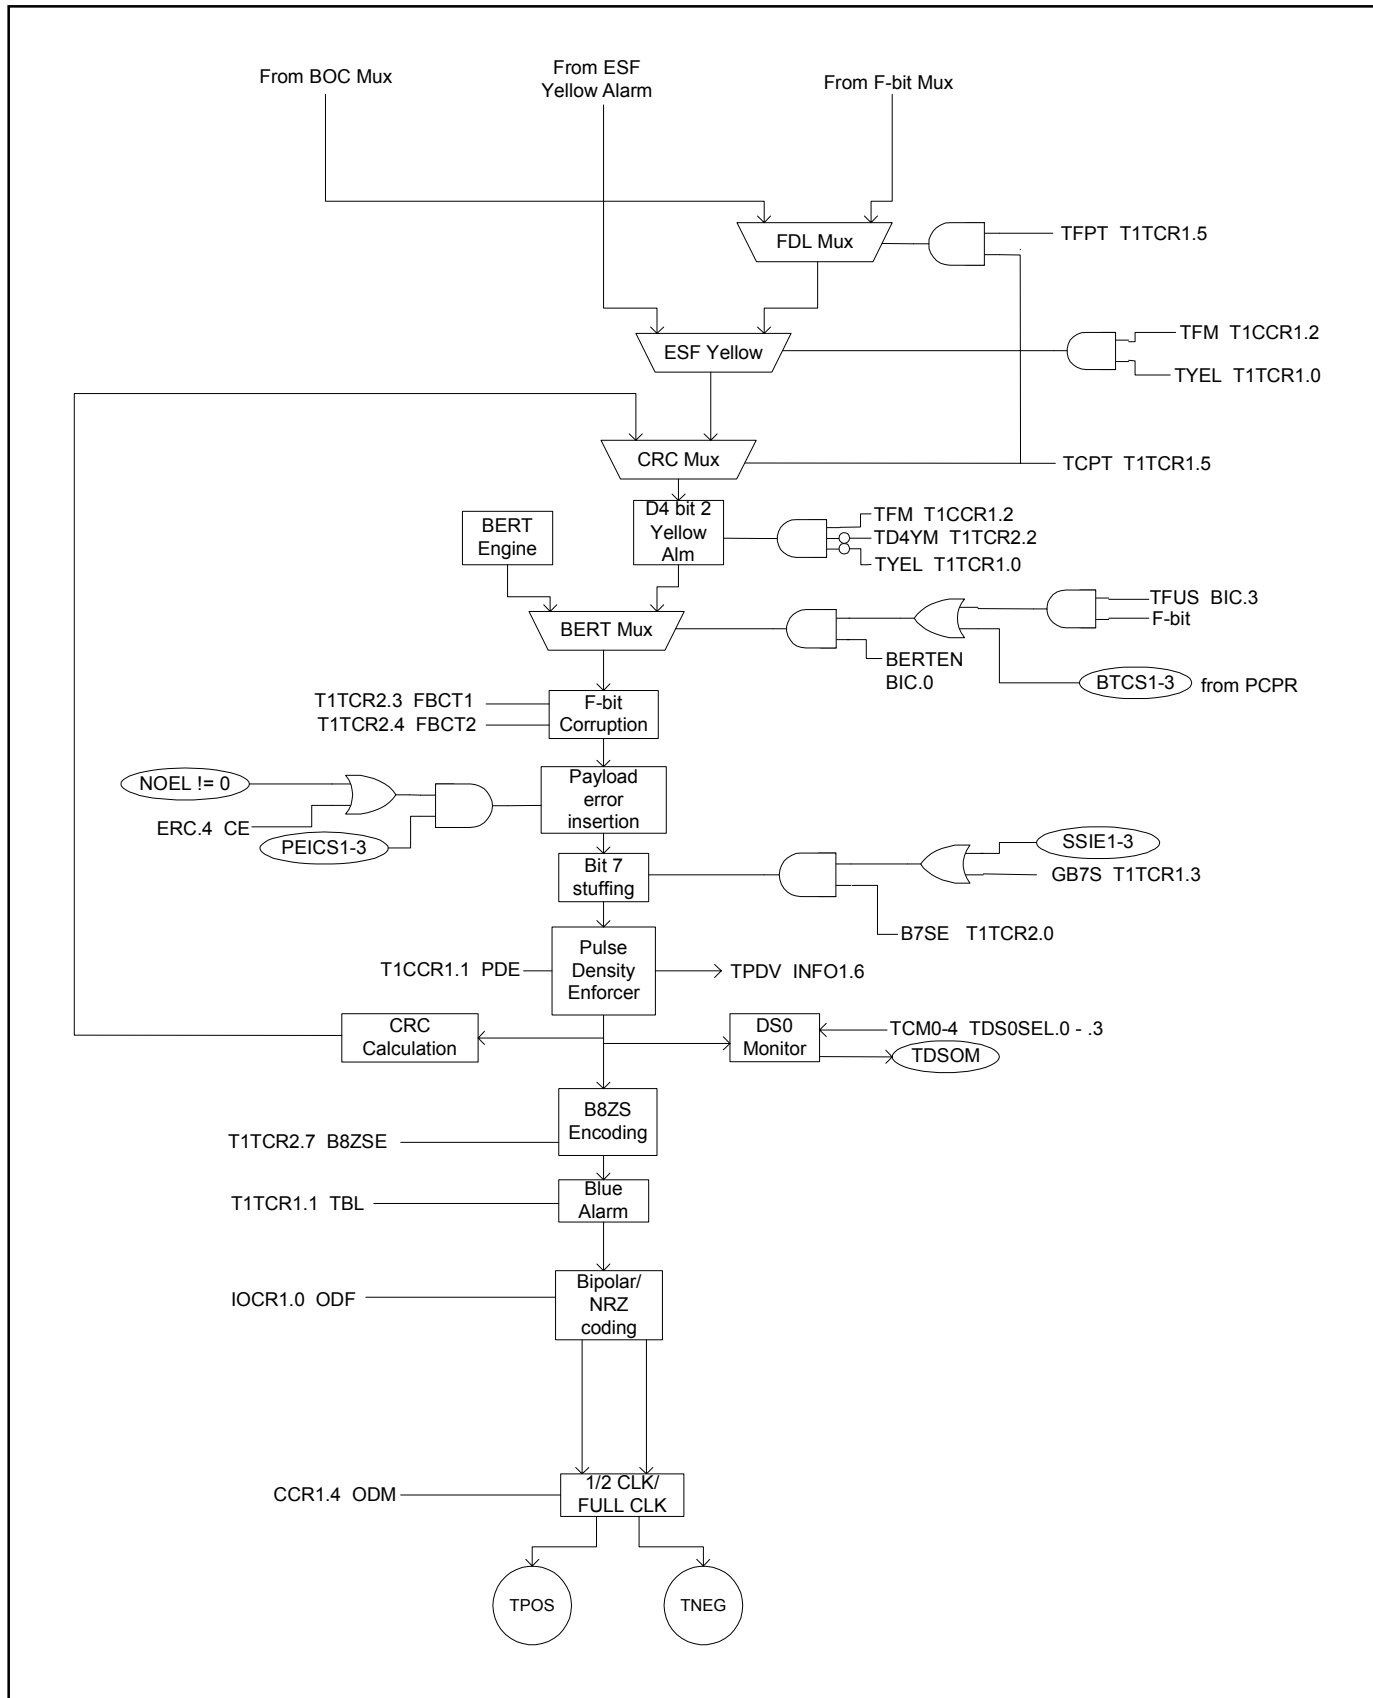 From BOC Mux
From ESF
Yellow Alarm
From F-bit Mux
FDL Mux
TFPT T1TCR1.5
ESF Yellow
TFM T1CCR1.2
TYEL T1TCR1.0
CRC Mux
TCPT T1TCR1.5
BERT
Engine
D4 bit 2
Yellow
Alm
TFM T1CCR1.2
TD4YM T1TCR2.2
TYEL T1TCR1.0
BERT Mux
TFUS BIC.3
F-bit
BERTEN
BIC.0
BTCS1-3 from PCPR
T1TCR2.3 FBCT1
T1TCR2.4 FBCT2
F-bit
Corruption
NOEL != 0
ERC.4 CE
PEICS1-3
Payload
error
insertion
Bit 7
stuffing
SSIE1-3
GB7S T1TCR1.3
B7SE T1TCR2.0
T1CCR1.1 PDE
Pulse
Density
Enforcer
TPDV INFO1.6
CRC
Calculation
DS0
Monitor
TCM0-4 TDS0SEL.0 - .3
TDSOM
B8ZS
Encoding
T1TCR2.7 B8ZSE
T1TCR1.1 TBL
Blue
Alarm
IOCR1.0 ODF
Bipolar/
NRZ
coding
CCR1.4 ODM
1/2 CLK/
FULL CLK
TPOS
TNEG